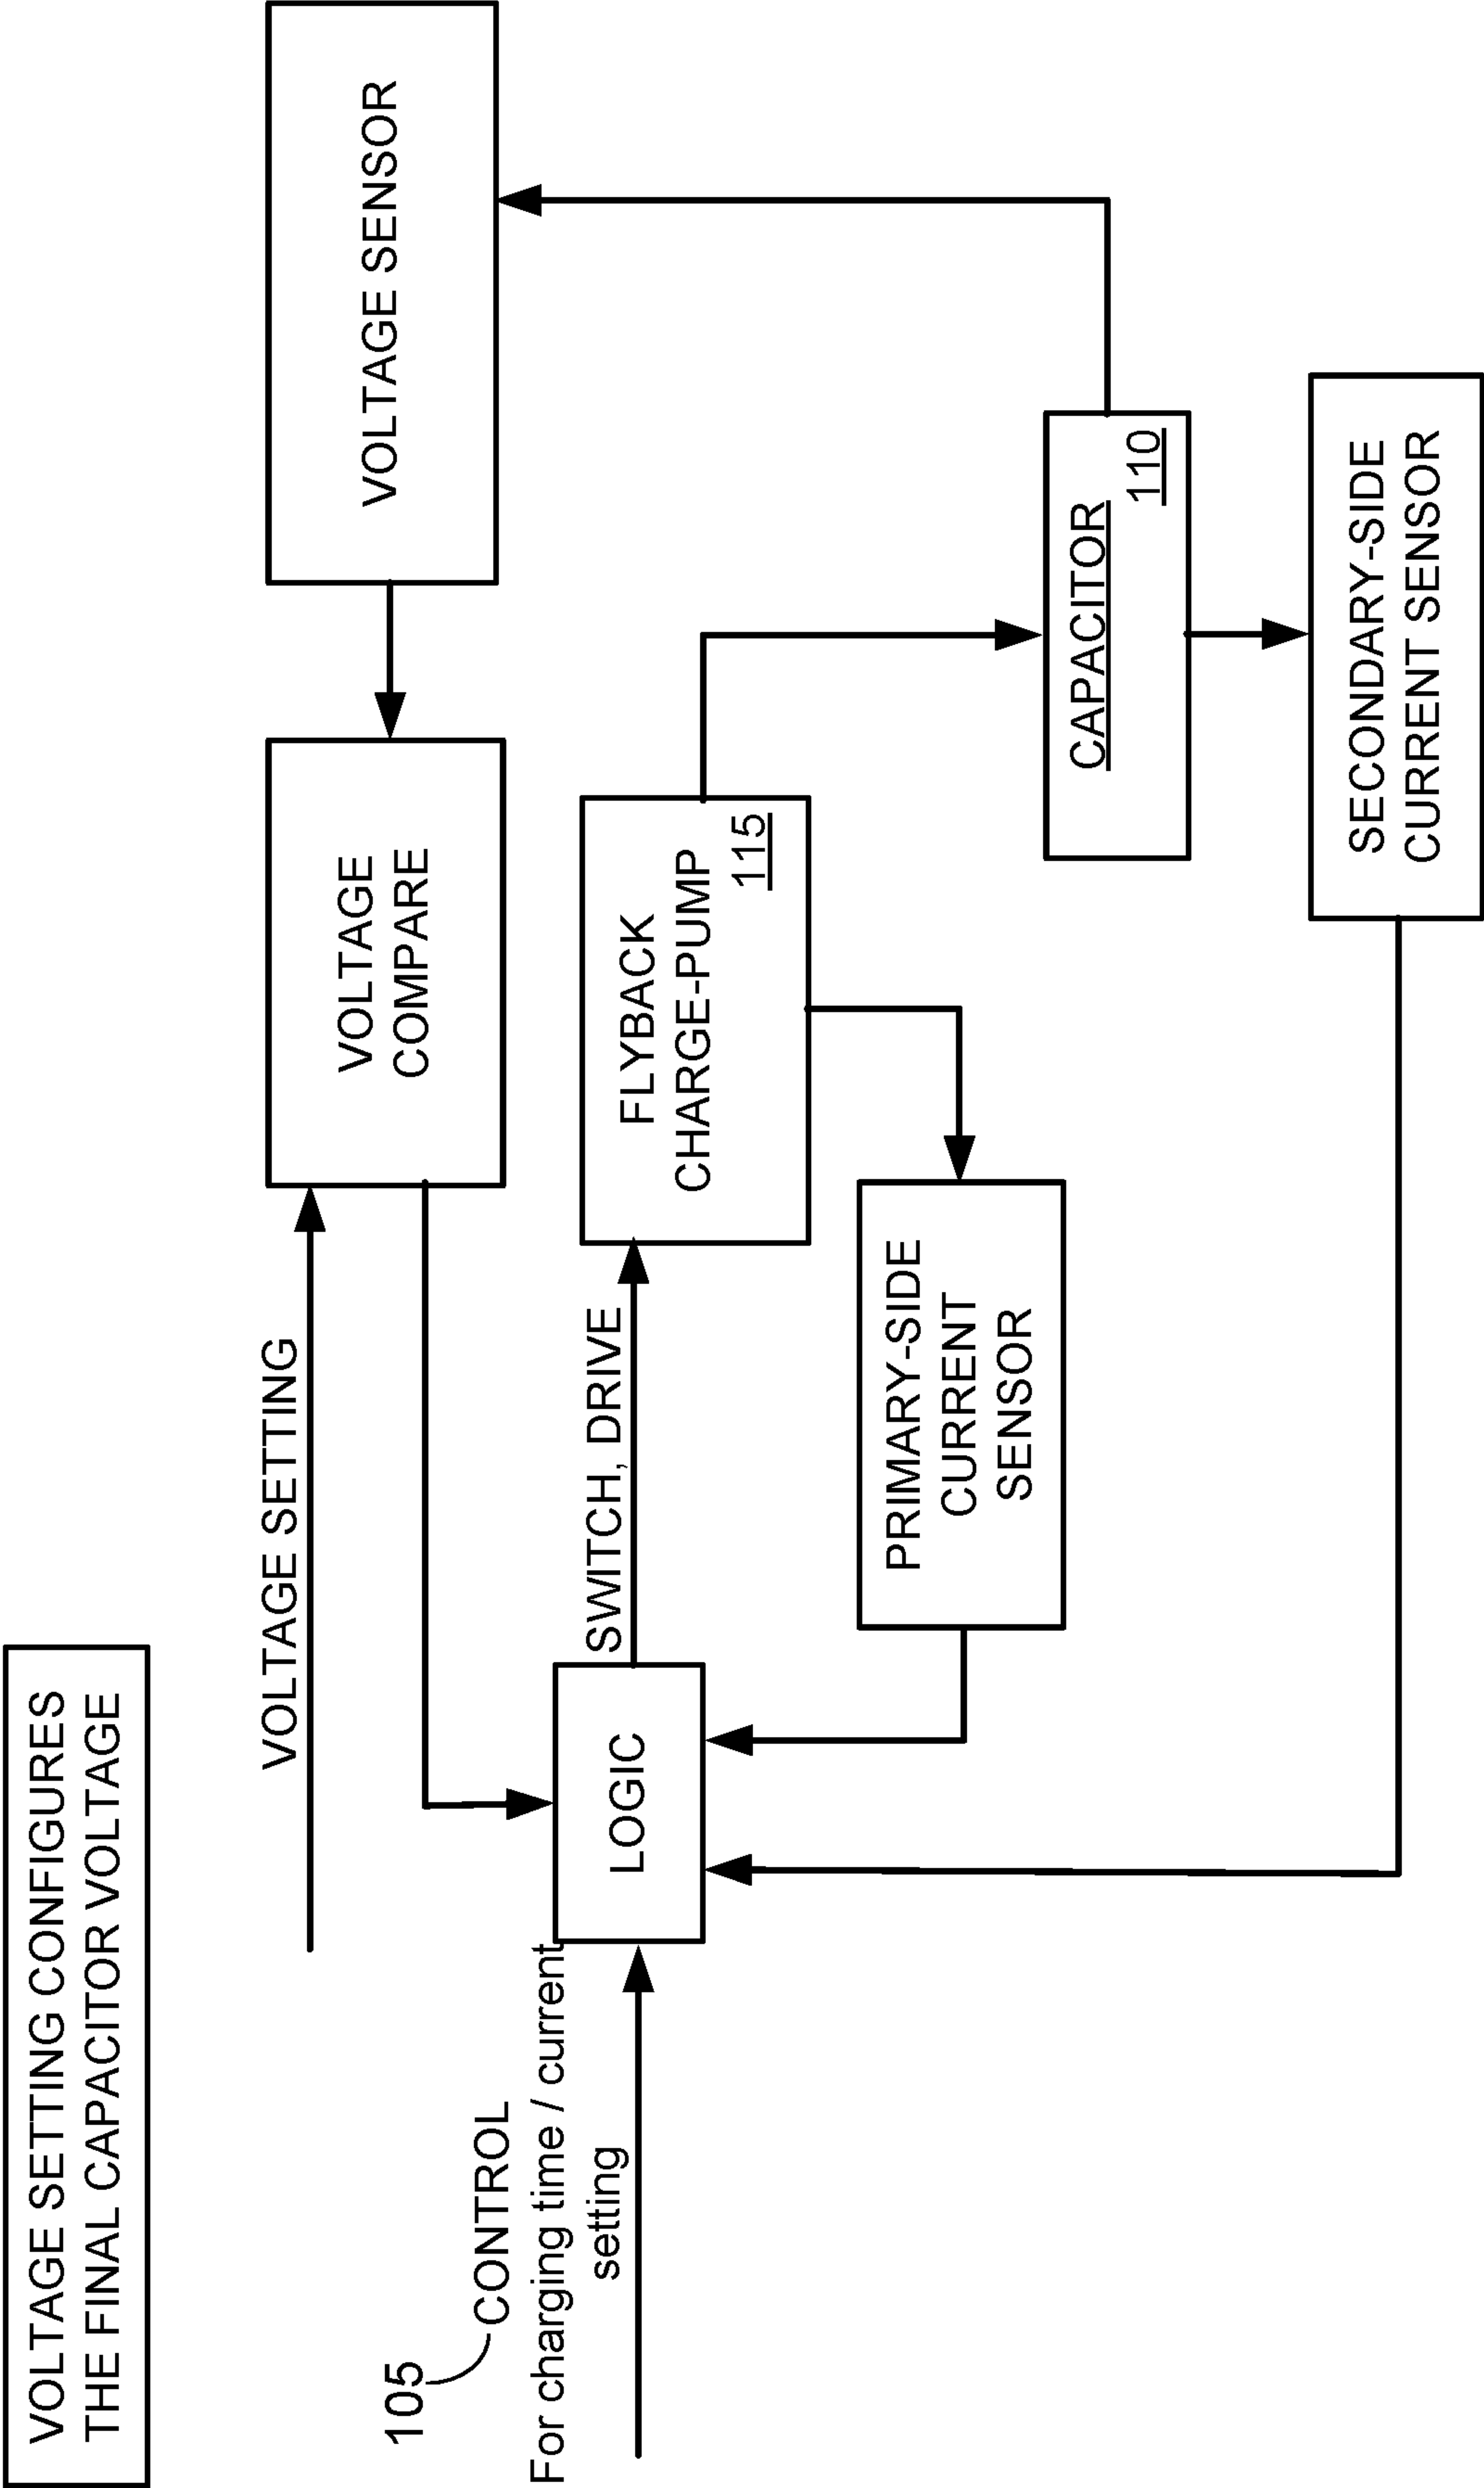 VOLTAGE SETTING CONFIGURES
THE FINAL CAPACITOR VOLTAGE
VOLTAGE SETTING
VOLTAGE
COMPARE
VOLTAGE SENSOR
105
CONTROL
For charging time / current
setting
LOGIC
SWITCH, DRIVE
FLYBACK
CHARGE-PUMP
115
PRIMARY-SIDE
CURRENT
SENSOR
CAPACITOR
110
SECONDARY-SIDE
CURRENT SENSOR